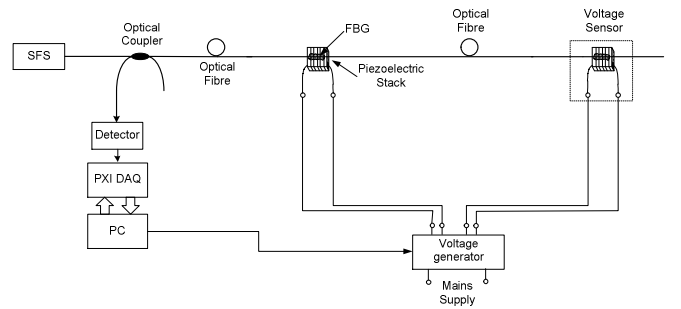 Optical
Coupler
FBG
Optical
Fibre
Voltage
Sensor
SFS
Optical
Fibre
Piezoelectric
Stack
Detector
PXI DAQ
PC
Voltage
generator
Mains
Supply